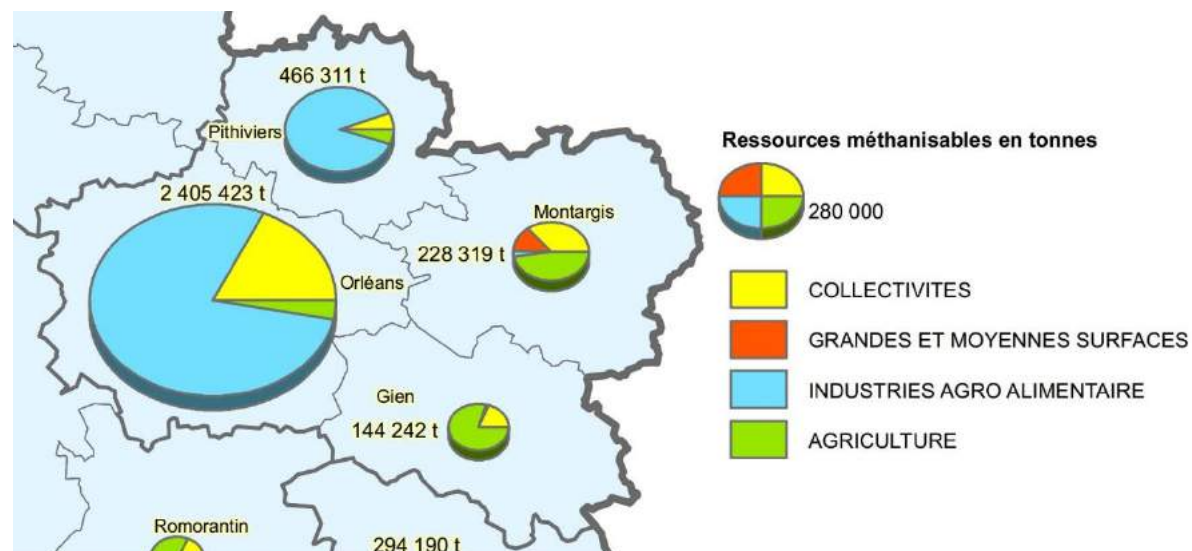 466 311 t
Pithiviers
2 405 423 t
Orléans
Montargis
228 319 t
Gien
144 242 t
Romorantin
294 190 t
Ressources méthanisables en tonnes
280 000
COLLECTIVITES
GRANDES ET MOYENNES SURFACES
INDUSTRIES AGRO ALIMENTAIRE
AGRICULTURE